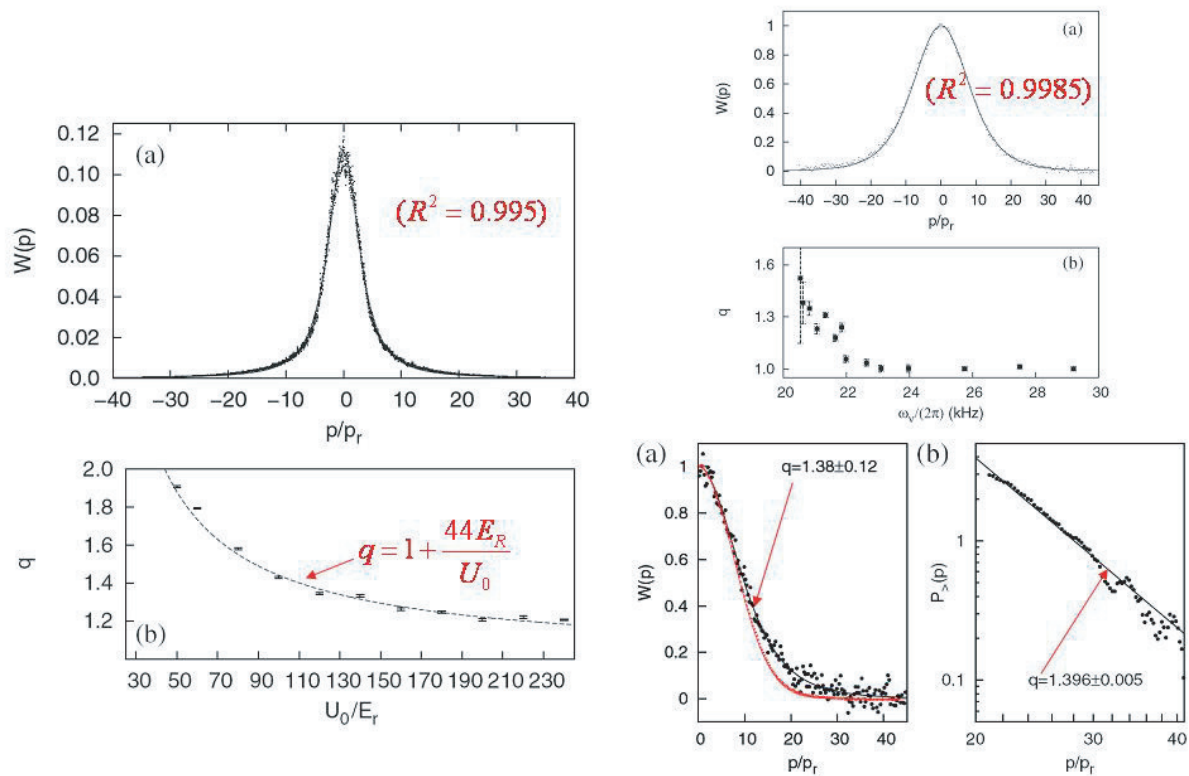 (a)
(R² = 0.995)
W(p)
0.12
0.10
0.08
0.06
0.04
0.02
0.0
−40 −30 −20 −10 0 10 20 30 40
p/pᵣ
2.0
1.8
1.6
1.4
1.2
q
q = 1 + 44E_R / U₀
(b)
30 50 70 90 110 130 150 170 190 210 230
U₀/Eᵣ
(a)
(R² = 0.9985)
W(p)
1
0.8
0.6
0.4
0.2
0
−40 −30 −20 −10 0 10 20 30 40
p/pᵣ
(b)
1.6
1.3
1.0
q
20 22 24 26 28 30
ωᵥ/(2π) (kHz)
(a)
q=1.38±0.12
W(p)
1
0.8
0.6
0.4
0.2
0
0 10 20 30 40
p/pᵣ
(b)
P>(p)
1
0.1
q=1.396±0.005
20 30 40
p/pᵣ